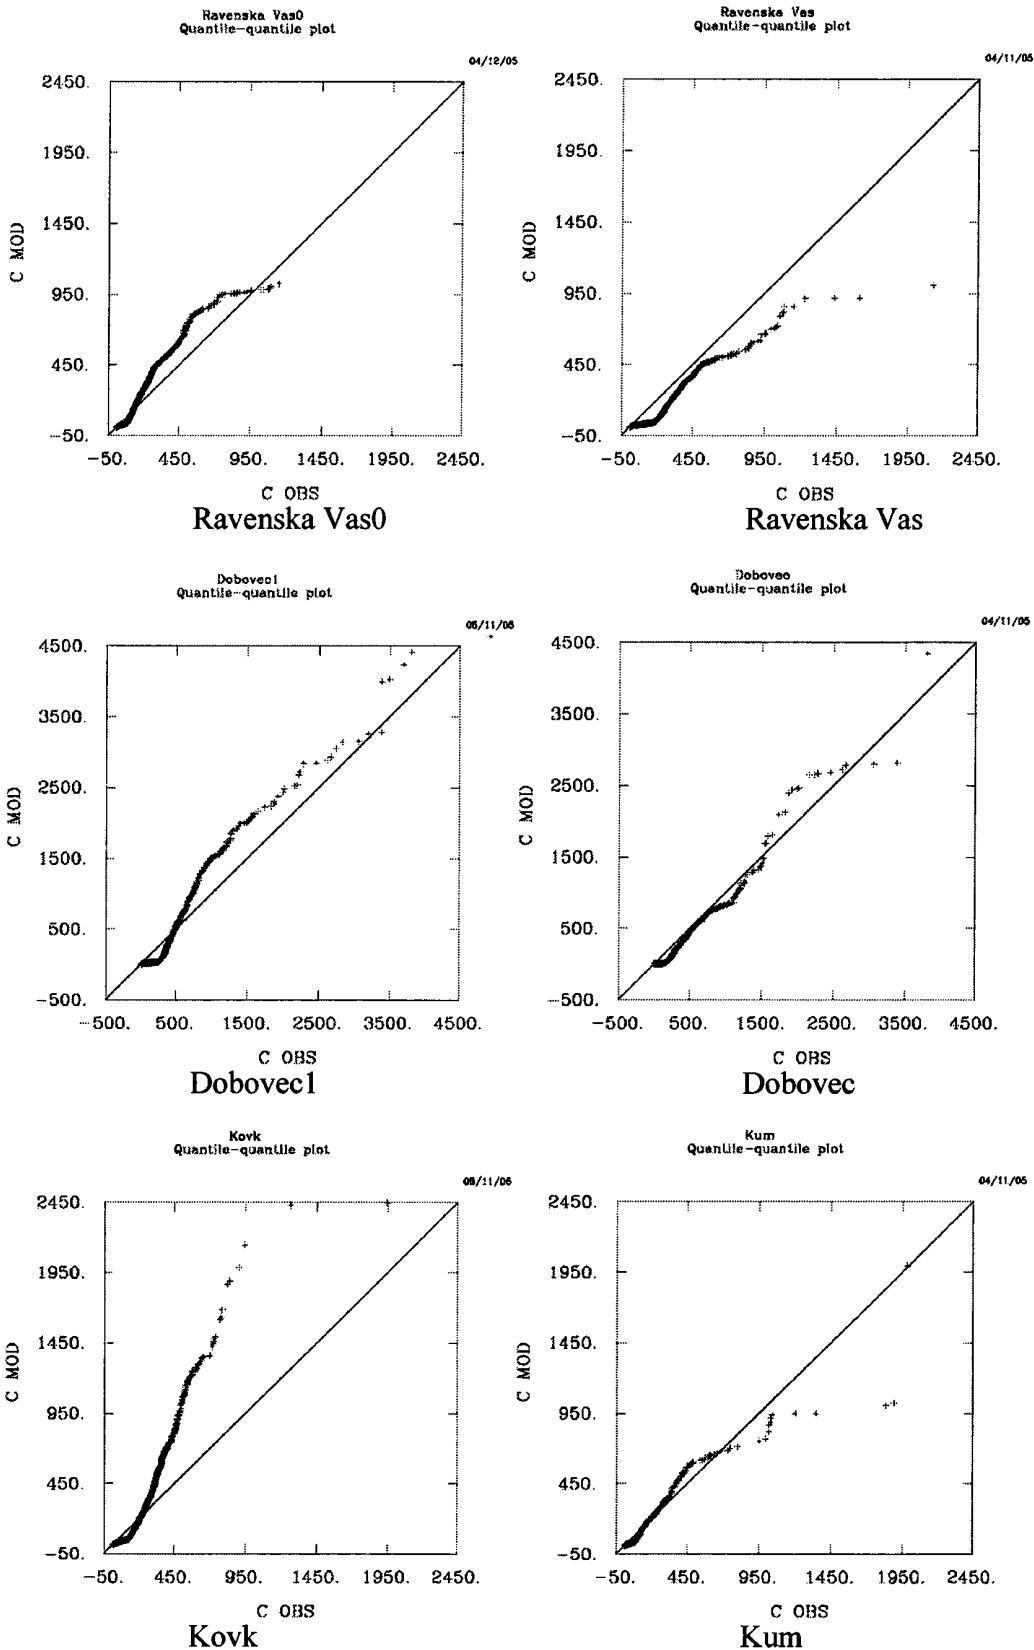 Ravenska Vas0
Quantile-quantile plot
04/12/05
2450.
1950.
1450.
950.
450.
-50.
C MOD
-50. 450. 950. 1450. 1950. 2450.
C OBS
Ravenska Vas0
Ravenska Vas
Quantile-quantile plot
04/11/05
2450.
1950.
1450.
950.
450.
-50.
C MOD
-50. 450. 950. 1450. 1950. 2450.
C OBS
Ravenska Vas
Dobovec1
Quantile-quantile plot
05/11/05
4500.
3500.
2500.
1500.
500.
-500.
C MOD
-500. 500. 1500. 2500. 3500. 4500.
C OBS
Dobovec1
Dobovec
Quantile-quantile plot
04/11/05
4500.
3500.
2500.
1500.
500.
-500.
C MOD
-500. 500. 1500. 2500. 3500. 4500.
C OBS
Dobovec
Kovk
Quantile-quantile plot
2450.
1950.
1450.
950.
450.
-50.
C MOD
-50. 450. 950. 1450. 1950. 2450.
C OBS
Kovk
Kum
Quantile-quantile plot
04/11/05
2450.
1950.
1450.
950.
450.
-50.
C MOD
-50. 450. 950. 1450. 1950. 2450.
C OBS
Kum